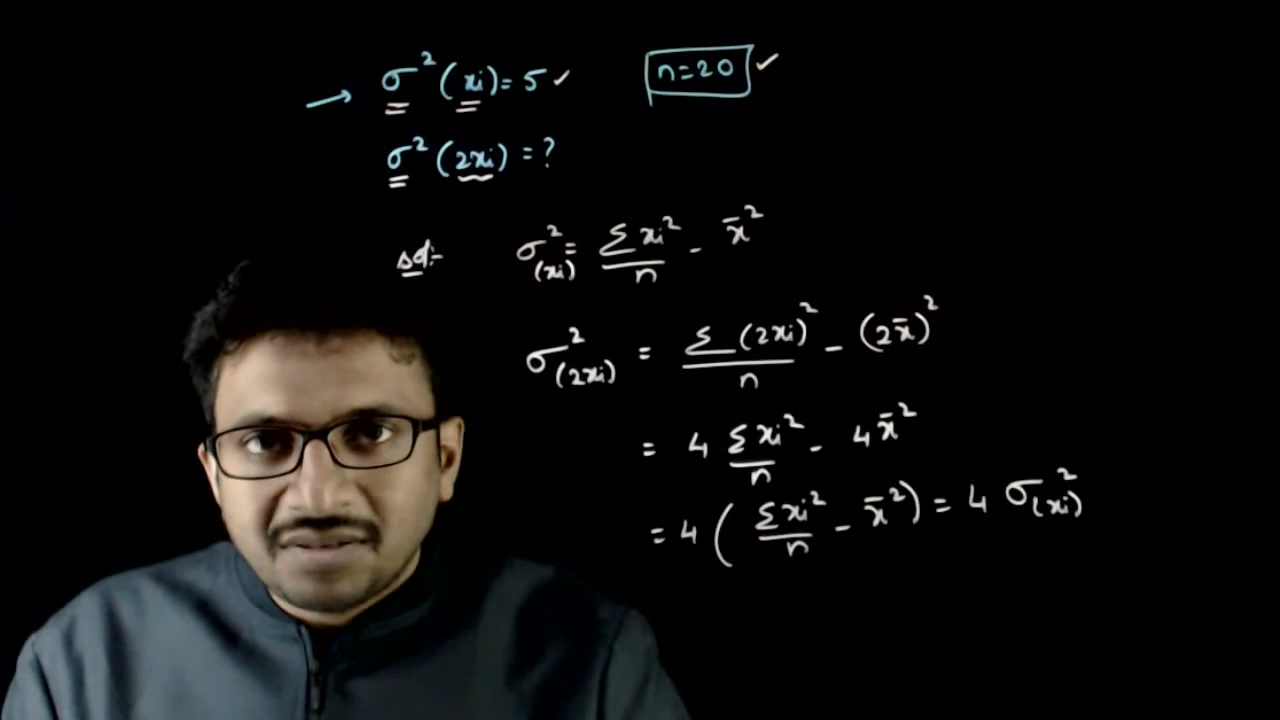 → σ² (xi) = 5 ✓ n=20 ✓
σ² (2xi) = ?
sol:- σ²(xi) = Σxi²/n - x̄²
σ²(2xi) = Σ(2xi)²/n - (2x̄)²
= 4 Σxi²/n - 4x̄²
= 4 ( Σxi²/n - x̄² ) = 4 σ²(xi)